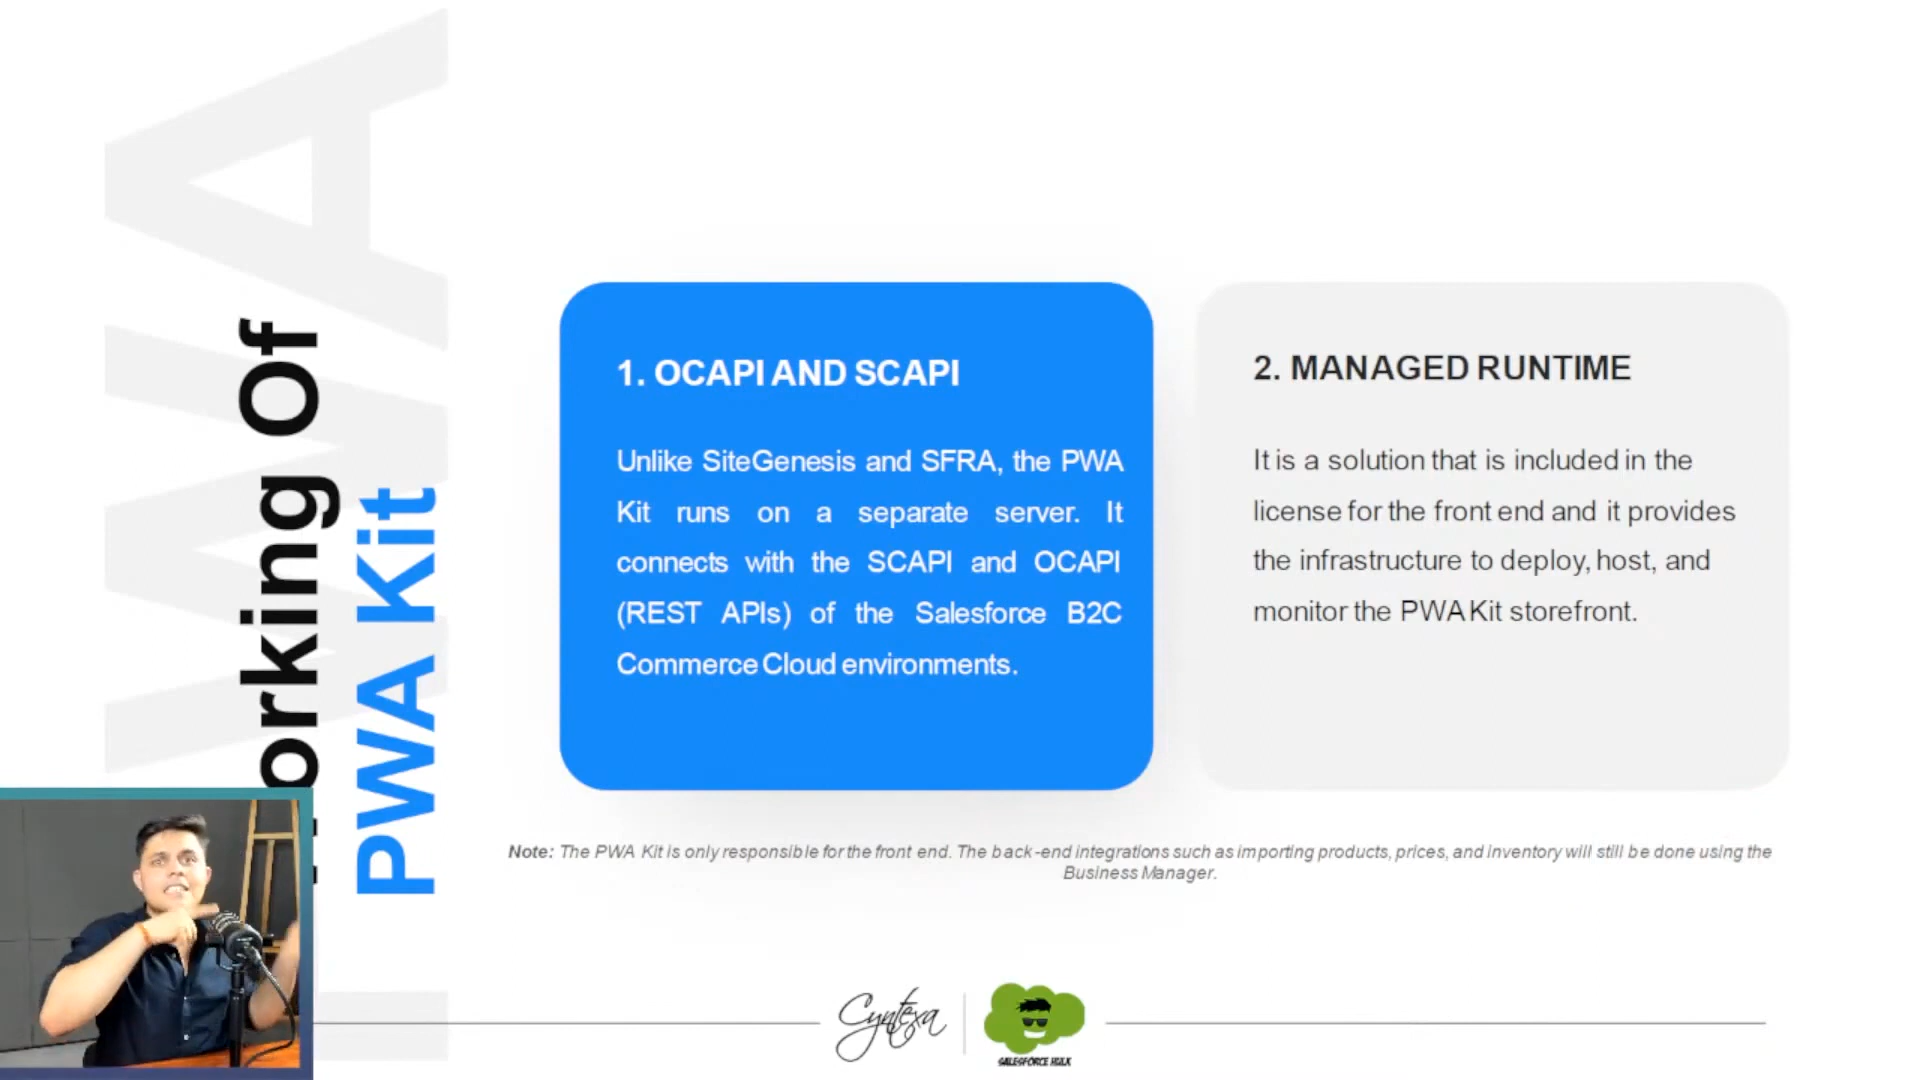 PWA
orking Of
PWA Kit
1. OCAPI AND SCAPI
Unlike SiteGenesis and SFRA, the PWA
Kit runs on a separate server. It
connects with the SCAPI and OCAPI
(REST APIs) of the Salesforce B2C
Commerce Cloud environments.
2. MANAGED RUNTIME
It is a solution that is included in the
license for the front end and it provides
the infrastructure to deploy, host, and
monitor the PWA Kit storefront.
Note: The PWA Kit is only responsible for the front end. The back-end integrations such as importing products, prices, and inventory will still be done using the
Business Manager.
Cyntexa
SALESFORCE HULK